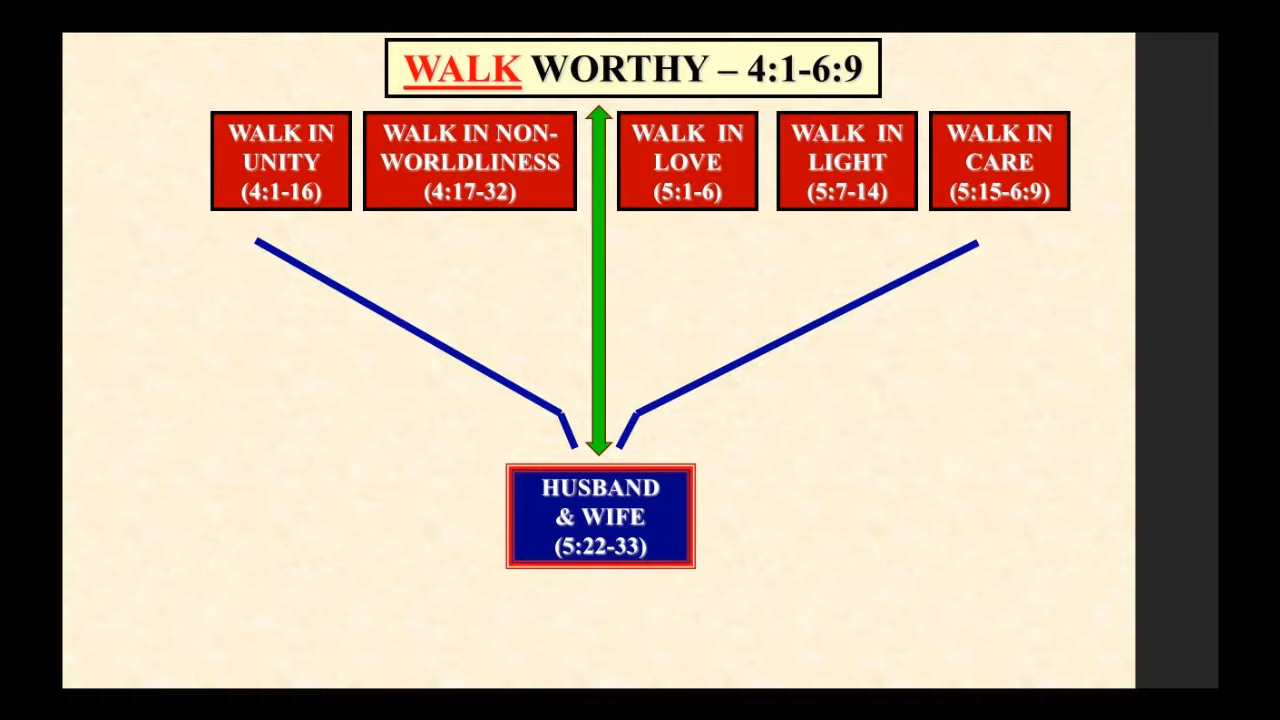 WALK WORTHY – 4:1-6:9
WALK IN
UNITY
(4:1-16)
WALK IN NON-
WORLDLINESS
(4:17-32)
WALK IN
LOVE
(5:1-6)
WALK IN
LIGHT
(5:7-14)
WALK IN
CARE
(5:15-6:9)
HUSBAND
& WIFE
(5:22-33)